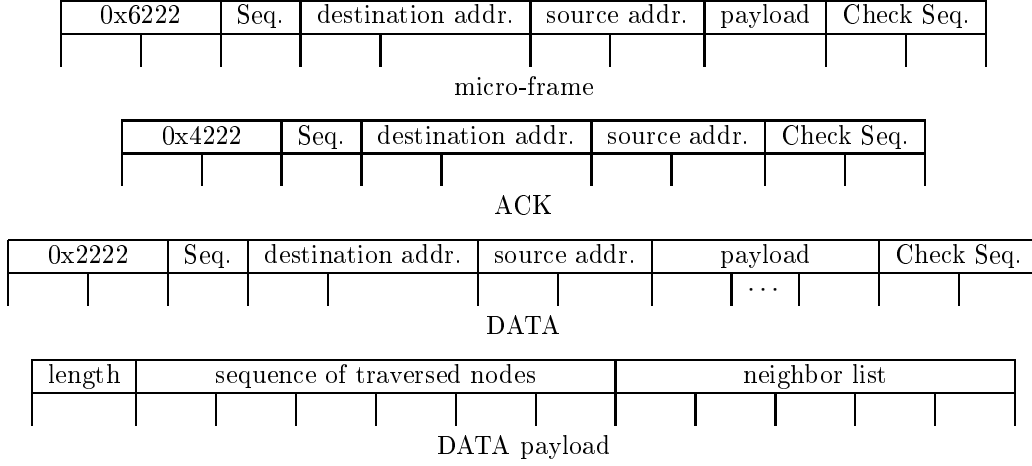 0x6222 Seq. destination addr. source addr. payload Check Seq.
micro-frame
0x4222 Seq. destination addr. source addr. Check Seq.
ACK
0x2222 Seq. destination addr. source addr. payload Check Seq.
...
DATA
length sequence of traversed nodes neighbor list
DATA payload